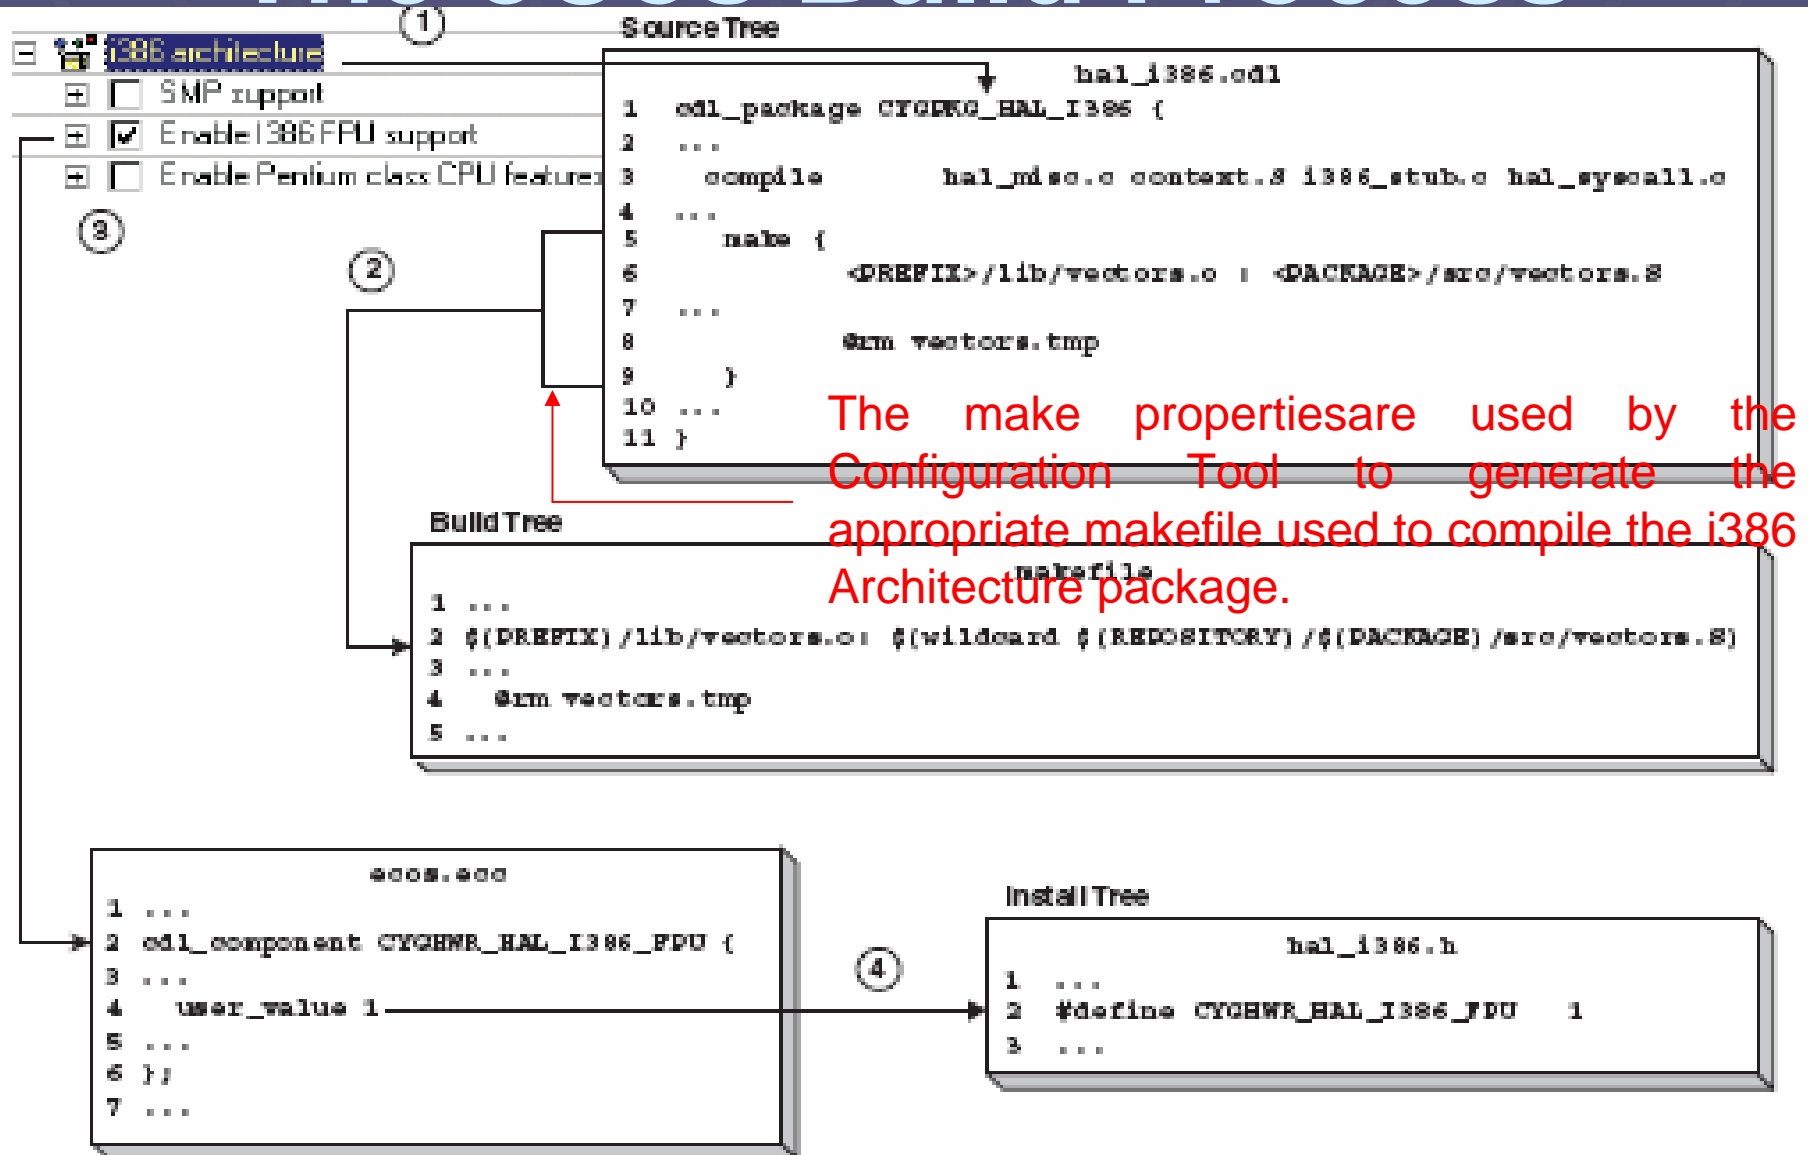 The eCos Build Process
1
Source Tree
i386 architecture
SMP support
Enable I386 FPU support
Enable Pentium class CPU features
3
2
hal_i386.cdl
1 cdl_package CYGPKG_HAL_I386 {
2 ...
3 compile hal_misc.c context.S i386_stub.c hal_syscall.c
4 ...
5 make {
6 <PREFIX>/lib/vectors.o : <PACKAGE>/src/vectors.S
7 ...
8 @rm vectors.tmp
9 }
10 ...
11 }
The make propertiesare used by the
Configuration Tool to generate the
appropriate makefile used to compile the i386
Architecture package.
Build Tree
makefile
1 ...
2 $(PREFIX)/lib/vectors.o: $(wildcard $(REPOSITORY)/$(PACKAGE)/src/vectors.S)
3 ...
4 @rm vectors.tmp
5 ...
ecos.ecc
1 ...
2 cdl_component CYGHWR_HAL_I386_FPU {
3 ...
4 user_value 1
5 ...
6 };
7 ...
4
Install Tree
hal_i386.h
1 ...
2 #define CYGHWR_HAL_I386_FPU 1
3 ...